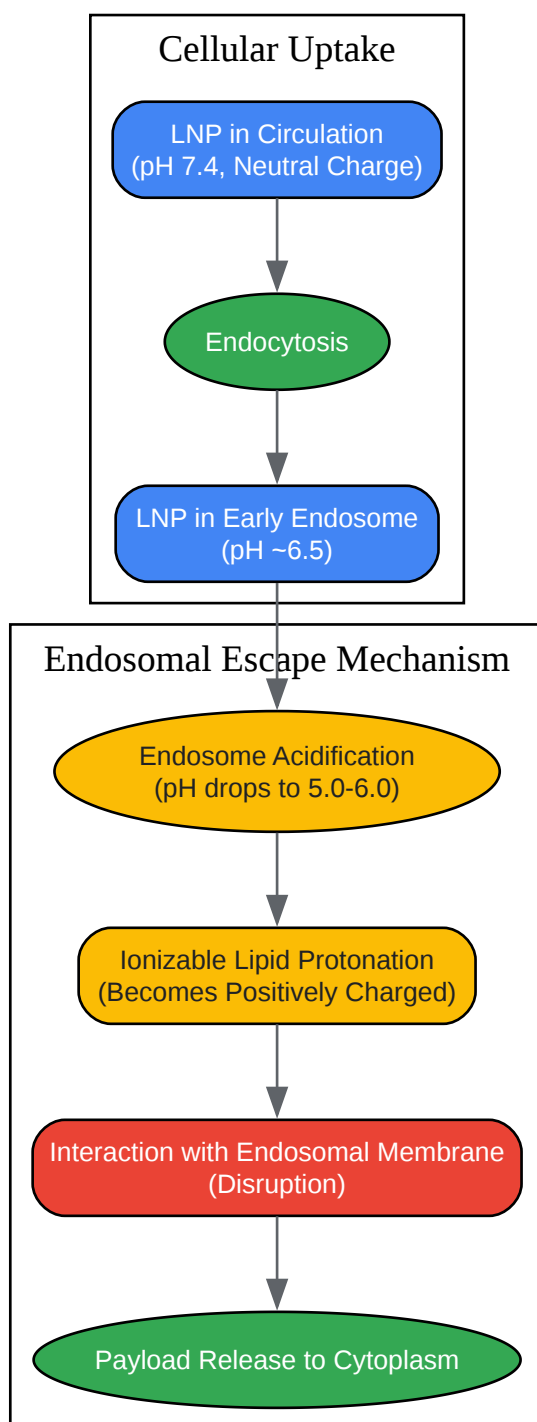 Cellular Uptake
LNP in Circulation
(pH 7.4, Neutral Charge)
Endocytosis
LNP in Early Endosome
(pH ~6.5)
Endosomal Escape Mechanism
Endosome Acidification
(pH drops to 5.0-6.0)
Ionizable Lipid Protonation
(Becomes Positively Charged)
Interaction with Endosomal Membrane
(Disruption)
Payload Release to Cytoplasm